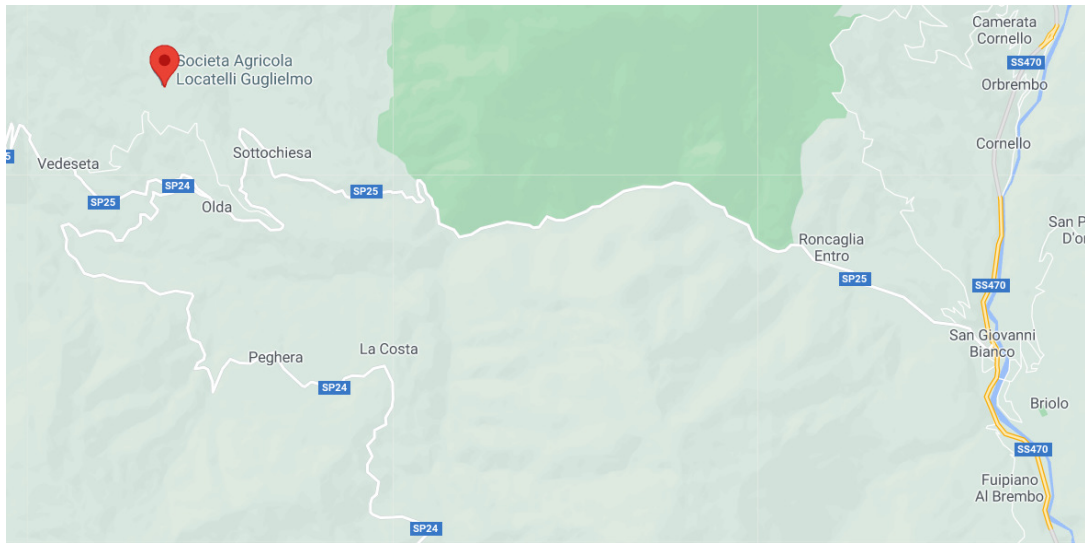 Camerata
Cornello
SS470
Orbrembo
Societa Agricola
Locatelli Guglielmo
Cornello
5
Vedeseta
Sottochiesa
SP24
SP25
SP25
Olda
San P
D'or
Roncaglia
Entro
SP25
SS470
San Giovanni
Bianco
Peghera
La Costa
SP24
Briolo
SS470
Fuipiano
Al Brembo
SP24